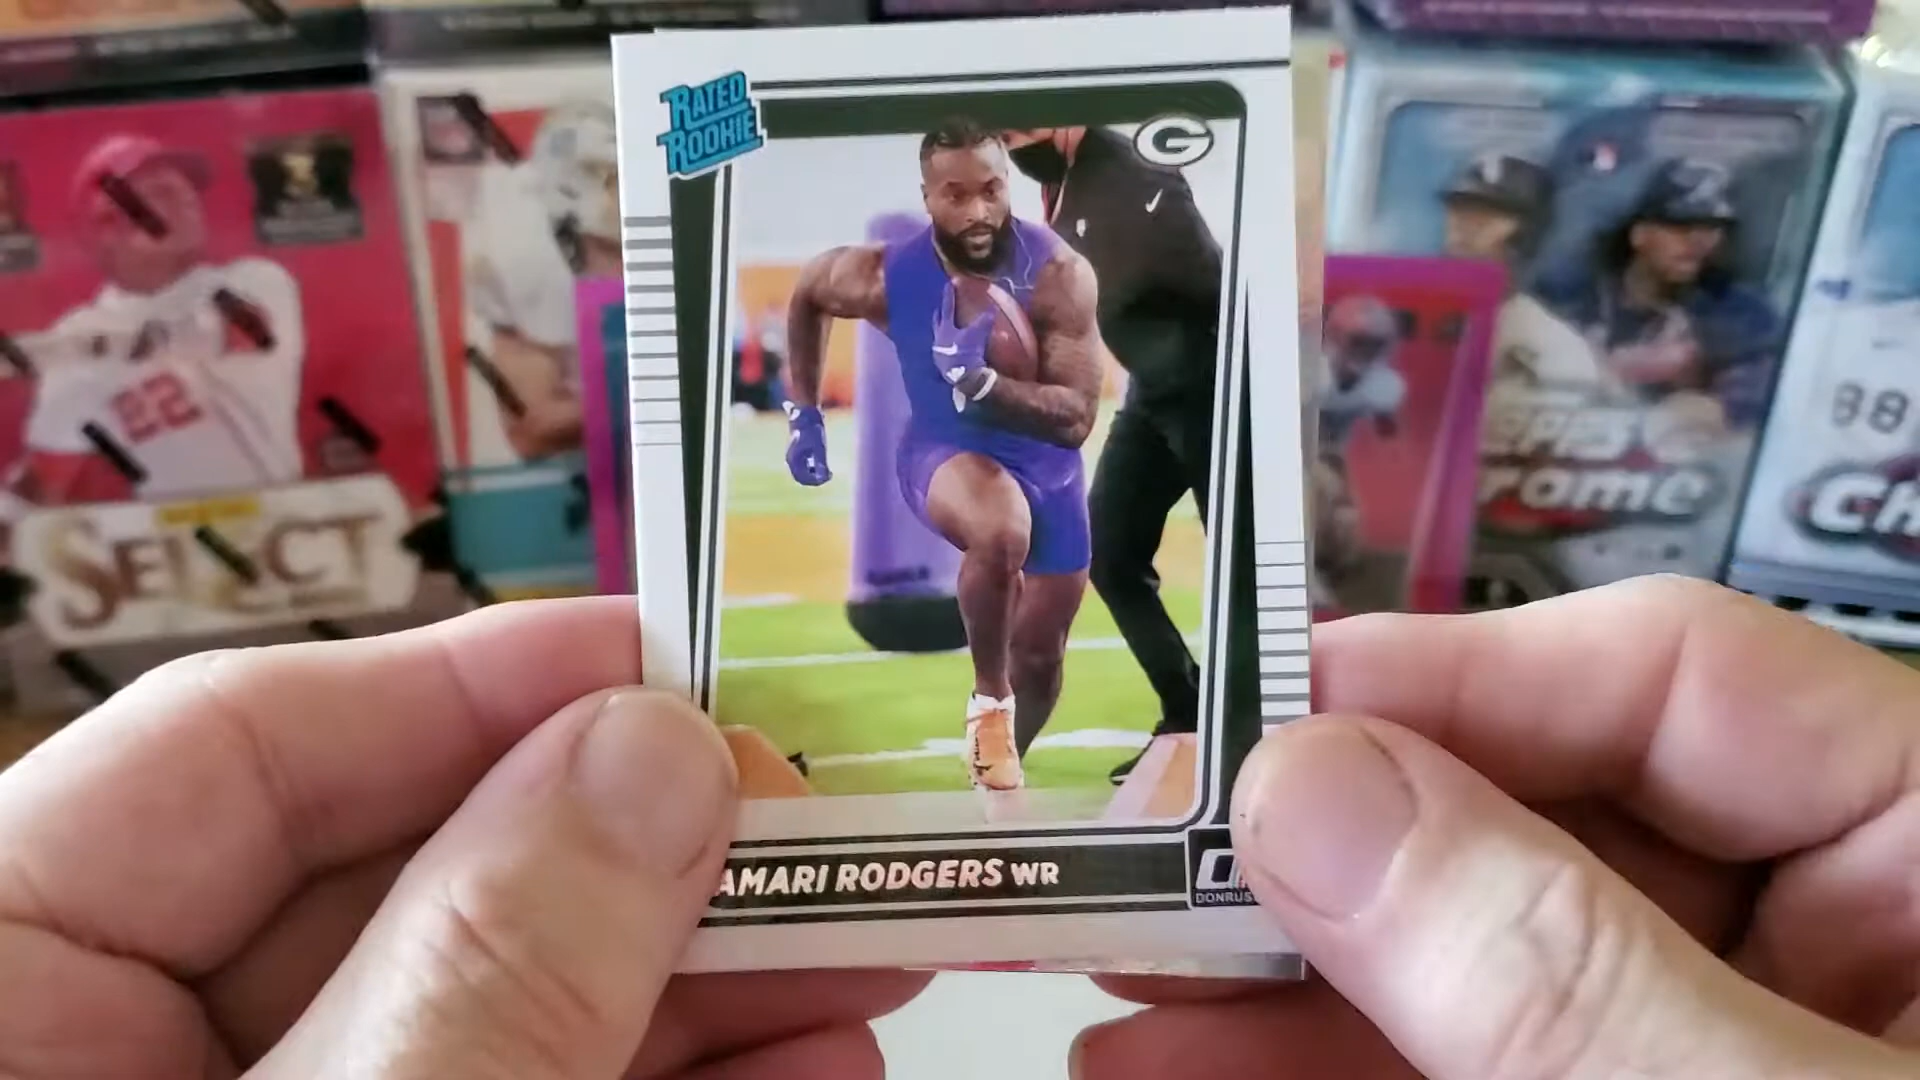 RATED
ROOKIE
G
22
SELECT
88
Chrome
AMARI RODGERS WR
DONRUSS